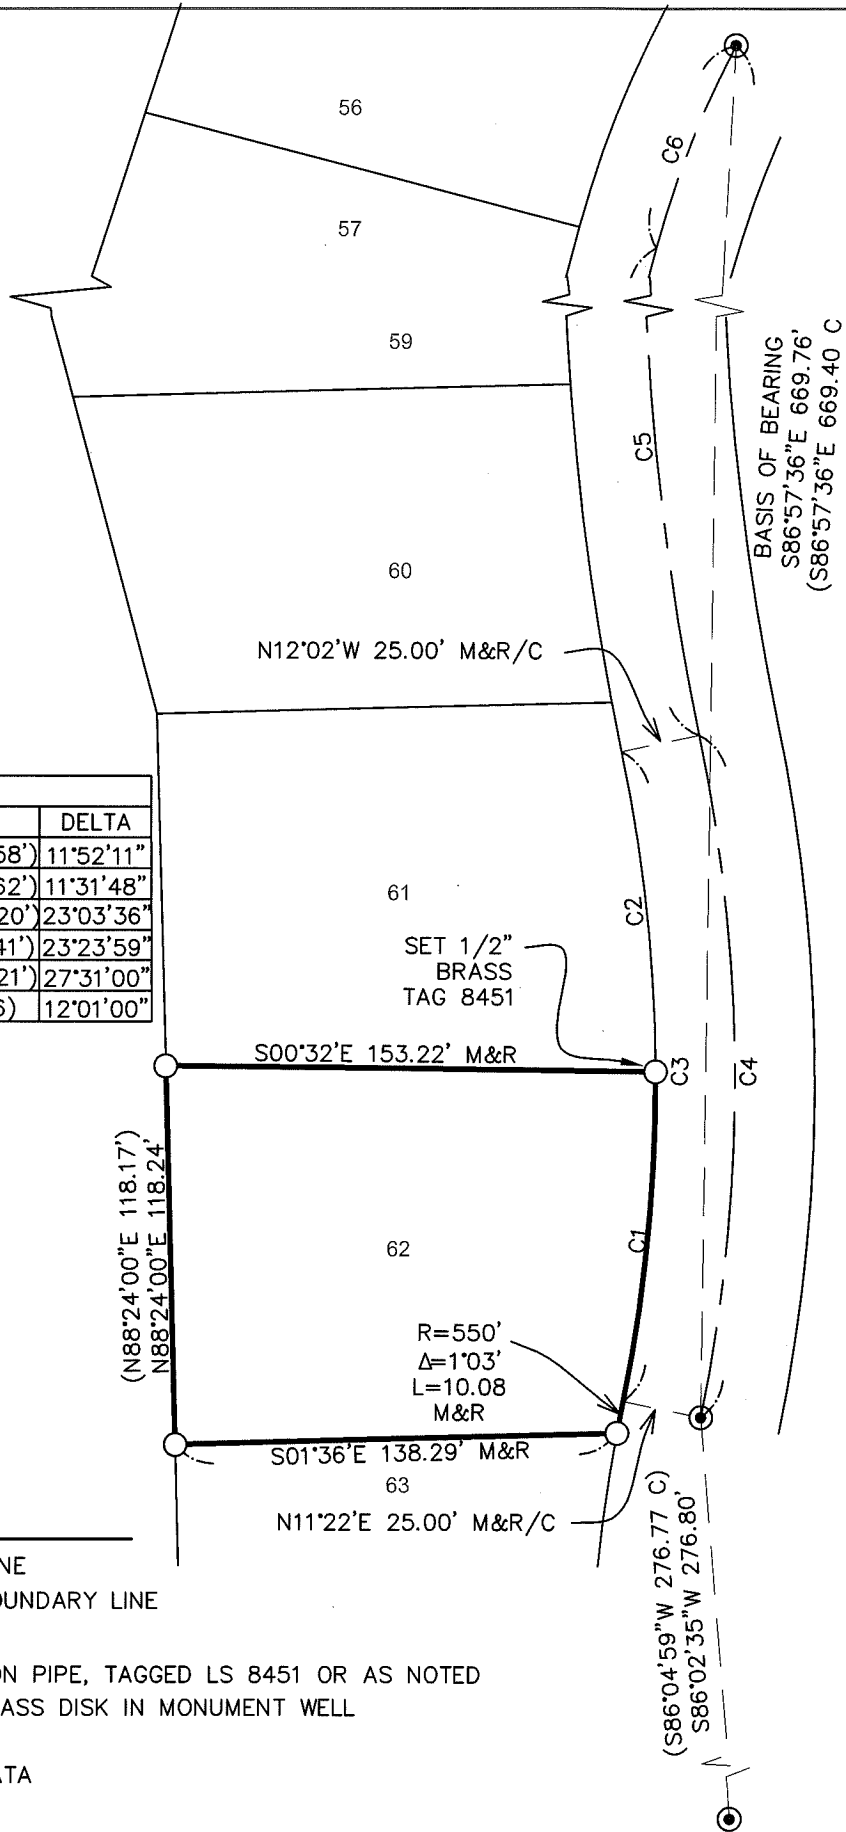 56
57
59
60
61
62
63
C6
C5
BASIS OF BEARING
S86°57'36"E 669.76'
(S86°57'36"E 669.40 C
N12°02'W 25.00' M&R/C
DELTA
58') 11°52'11"
62') 11°31'48"
20') 23°03'36"
41') 23°23'59"
21') 27°31'00"
6) 12°01'00"
C2
SET 1/2"
BRASS
TAG 8451
S00°32'E 153.22' M&R
C3
C4
(N88°24'00"E 118.17')
N88°24'00"E 118.24'
C1
R=550'
Δ=1°03'
L=10.08
M&R
S01°36'E 138.29' M&R
N11°22'E 25.00' M&R/C
(S86°04'59"W 276.77 C)
S86°02'35"W 276.80'
NE
OUNDARY LINE
ON PIPE, TAGGED LS 8451 OR AS NOTED
ASS DISK IN MONUMENT WELL
ATA